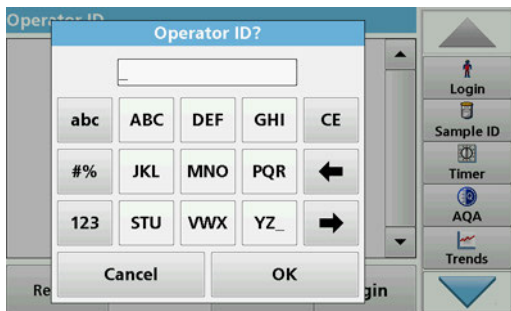 Operator ID
Operator ID?
_
abc ABC DEF GHI CE
#% JKL MNO PQR
123 STU VWX YZ_
Cancel OK
Re
gin
Login
Sample ID
Timer
AQA
Trends